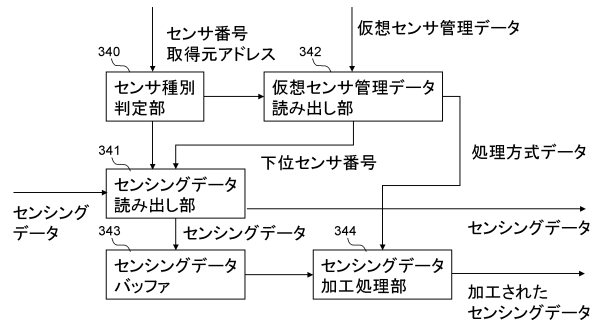 センサ番号
取得元アドレス
仮想センサ管理データ
340
342
センサ種別
判定部
仮想センサ管理データ
読み出し部
341
下位センサ番号
処理方式データ
センシング
データ
センシングデータ
読み出し部
センシングデータ
343
センシングデータ
344
センシングデータ
バッファ
センシングデータ
加工処理部
加工された
センシングデータ